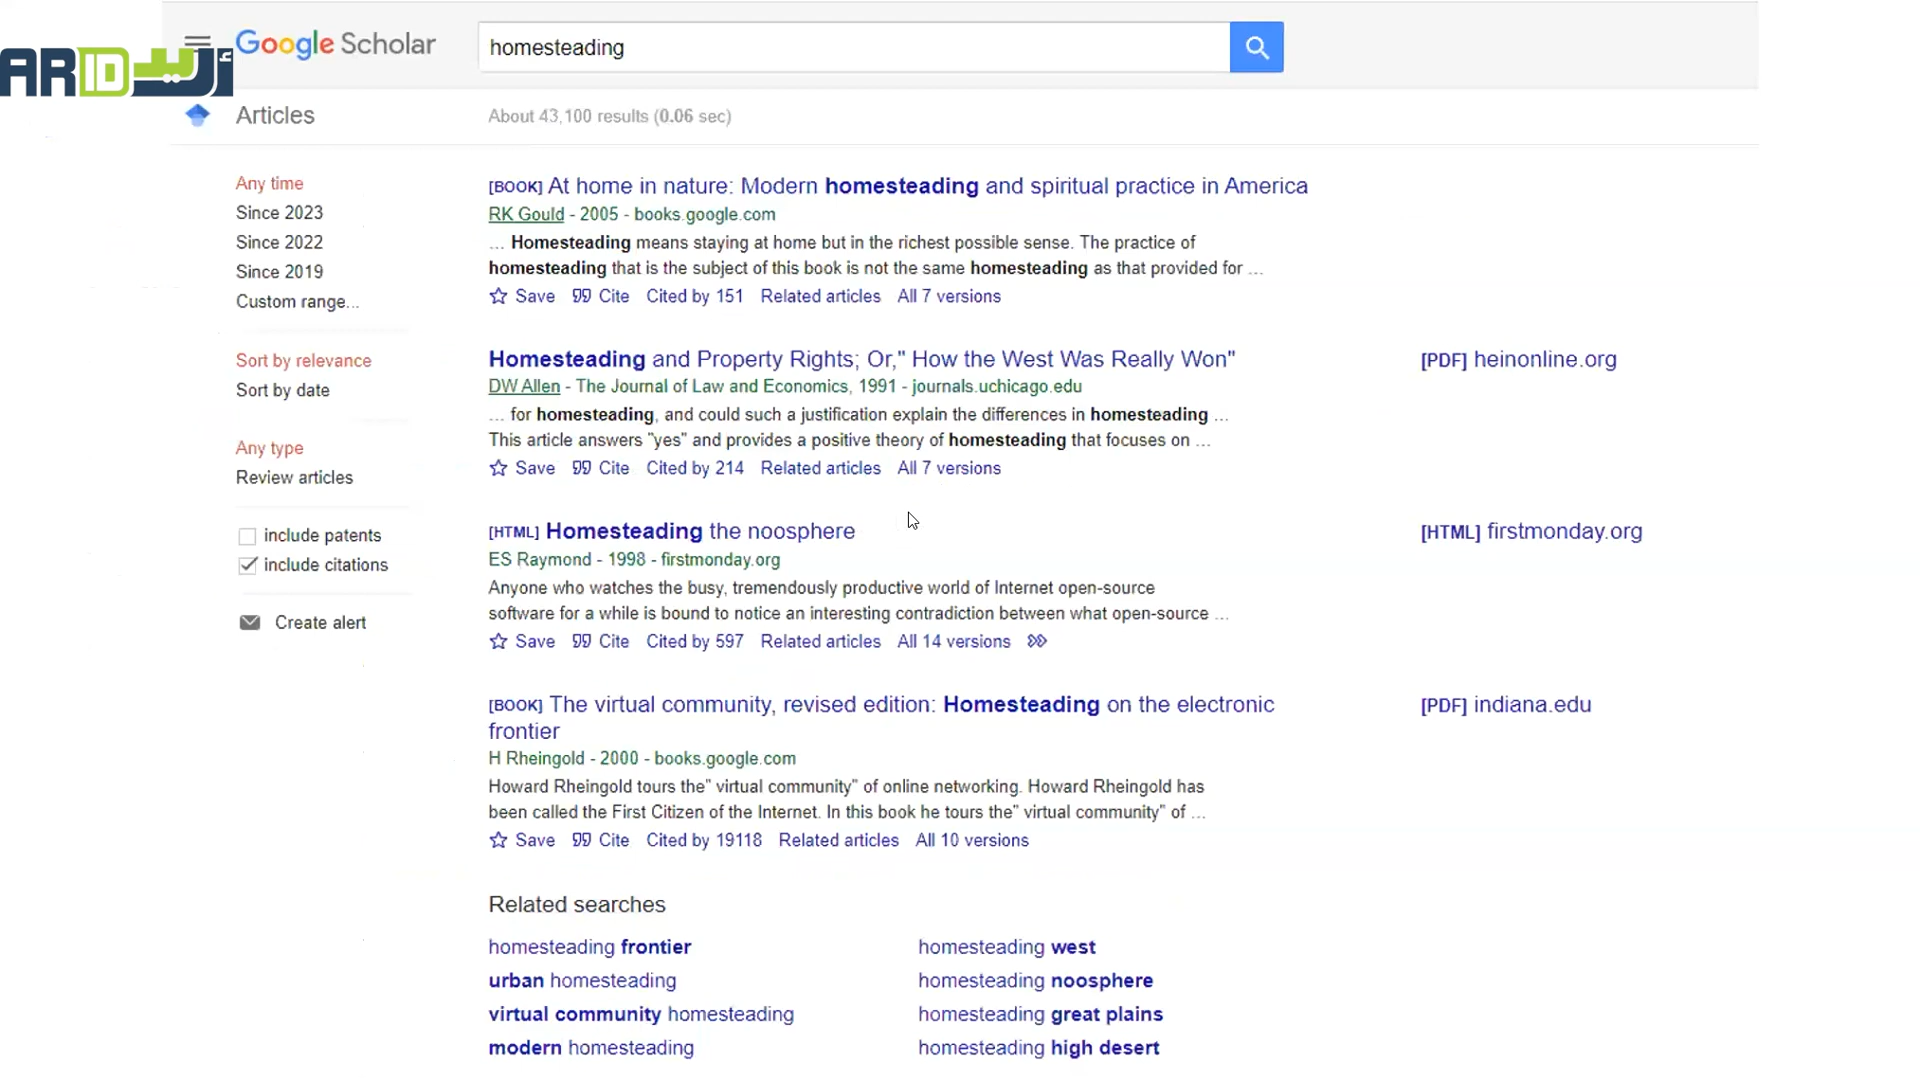 ARID أريد
Google Scholar
homesteading
Articles
About 43,100 results (0.06 sec)
Any time
Since 2023
Since 2022
Since 2019
Custom range...
Sort by relevance
Sort by date
Any type
Review articles
include patents
include citations
Create alert
[BOOK] At home in nature: Modern homesteading and spiritual practice in America
RK Gould - 2005 - books.google.com
... Homesteading means staying at home but in the richest possible sense. The practice of
homesteading that is the subject of this book is not the same homesteading as that provided for ...
Save Cite Cited by 151 Related articles All 7 versions
Homesteading and Property Rights; Or," How the West Was Really Won"
[PDF] heinonline.org
DW Allen - The Journal of Law and Economics, 1991 - journals.uchicago.edu
... for homesteading, and could such a justification explain the differences in homesteading ...
This article answers "yes" and provides a positive theory of homesteading that focuses on ...
Save Cite Cited by 214 Related articles All 7 versions
[HTML] Homesteading the noosphere
[HTML] firstmonday.org
ES Raymond - 1998 - firstmonday.org
Anyone who watches the busy, tremendously productive world of Internet open-source
software for a while is bound to notice an interesting contradiction between what open-source ...
Save Cite Cited by 597 Related articles All 14 versions
[BOOK] The virtual community, revised edition: Homesteading on the electronic
frontier
[PDF] indiana.edu
H Rheingold - 2000 - books.google.com
Howard Rheingold tours the" virtual community" of online networking. Howard Rheingold has
been called the First Citizen of the Internet. In this book he tours the" virtual community" of ...
Save Cite Cited by 19118 Related articles All 10 versions
Related searches
homesteading frontier
homesteading west
urban homesteading
homesteading noosphere
virtual community homesteading
homesteading great plains
modern homesteading
homesteading high desert